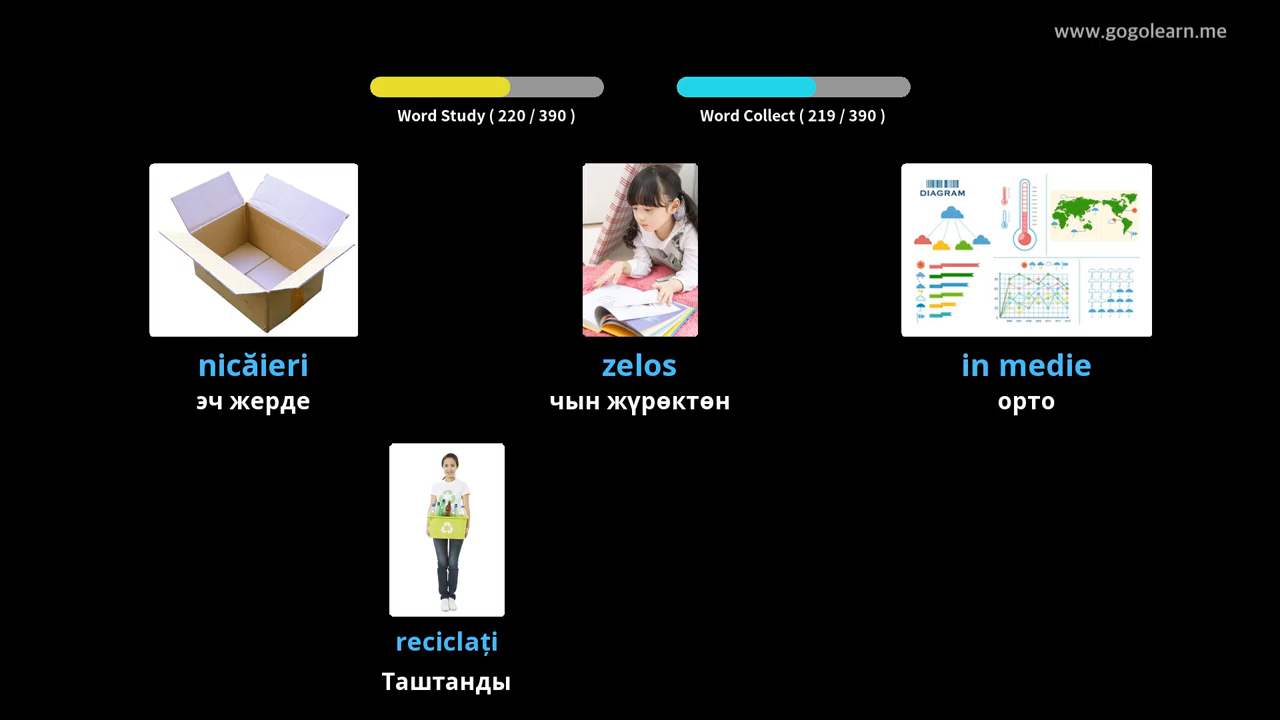 www.gogolearn.me
Word Study ( 220 / 390 )
Word Collect ( 219 / 390 )
DIAGRAM
nicăieri
zelos
in medie
эч жерде
чын жүрөктөн
орто
reciclați
Таштанды